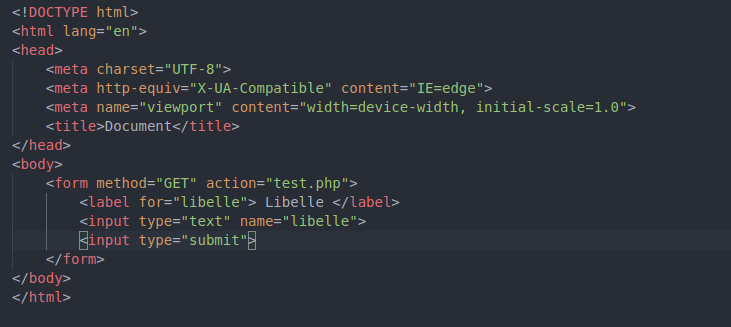 <!DOCTYPE html>
<html lang="en">
<head>
    <meta charset="UTF-8">
    <meta http-equiv="X-UA-Compatible" content="IE=edge">
    <meta name="viewport" content="width=device-width, initial-scale=1.0">
    <title>Document</title>
</head>
<body>
    <form method="GET" action="test.php">
        <label for="libelle"> Libelle </label>
        <input type="text" name="libelle">
        <input type="submit">
    </form>
</body>
</html>